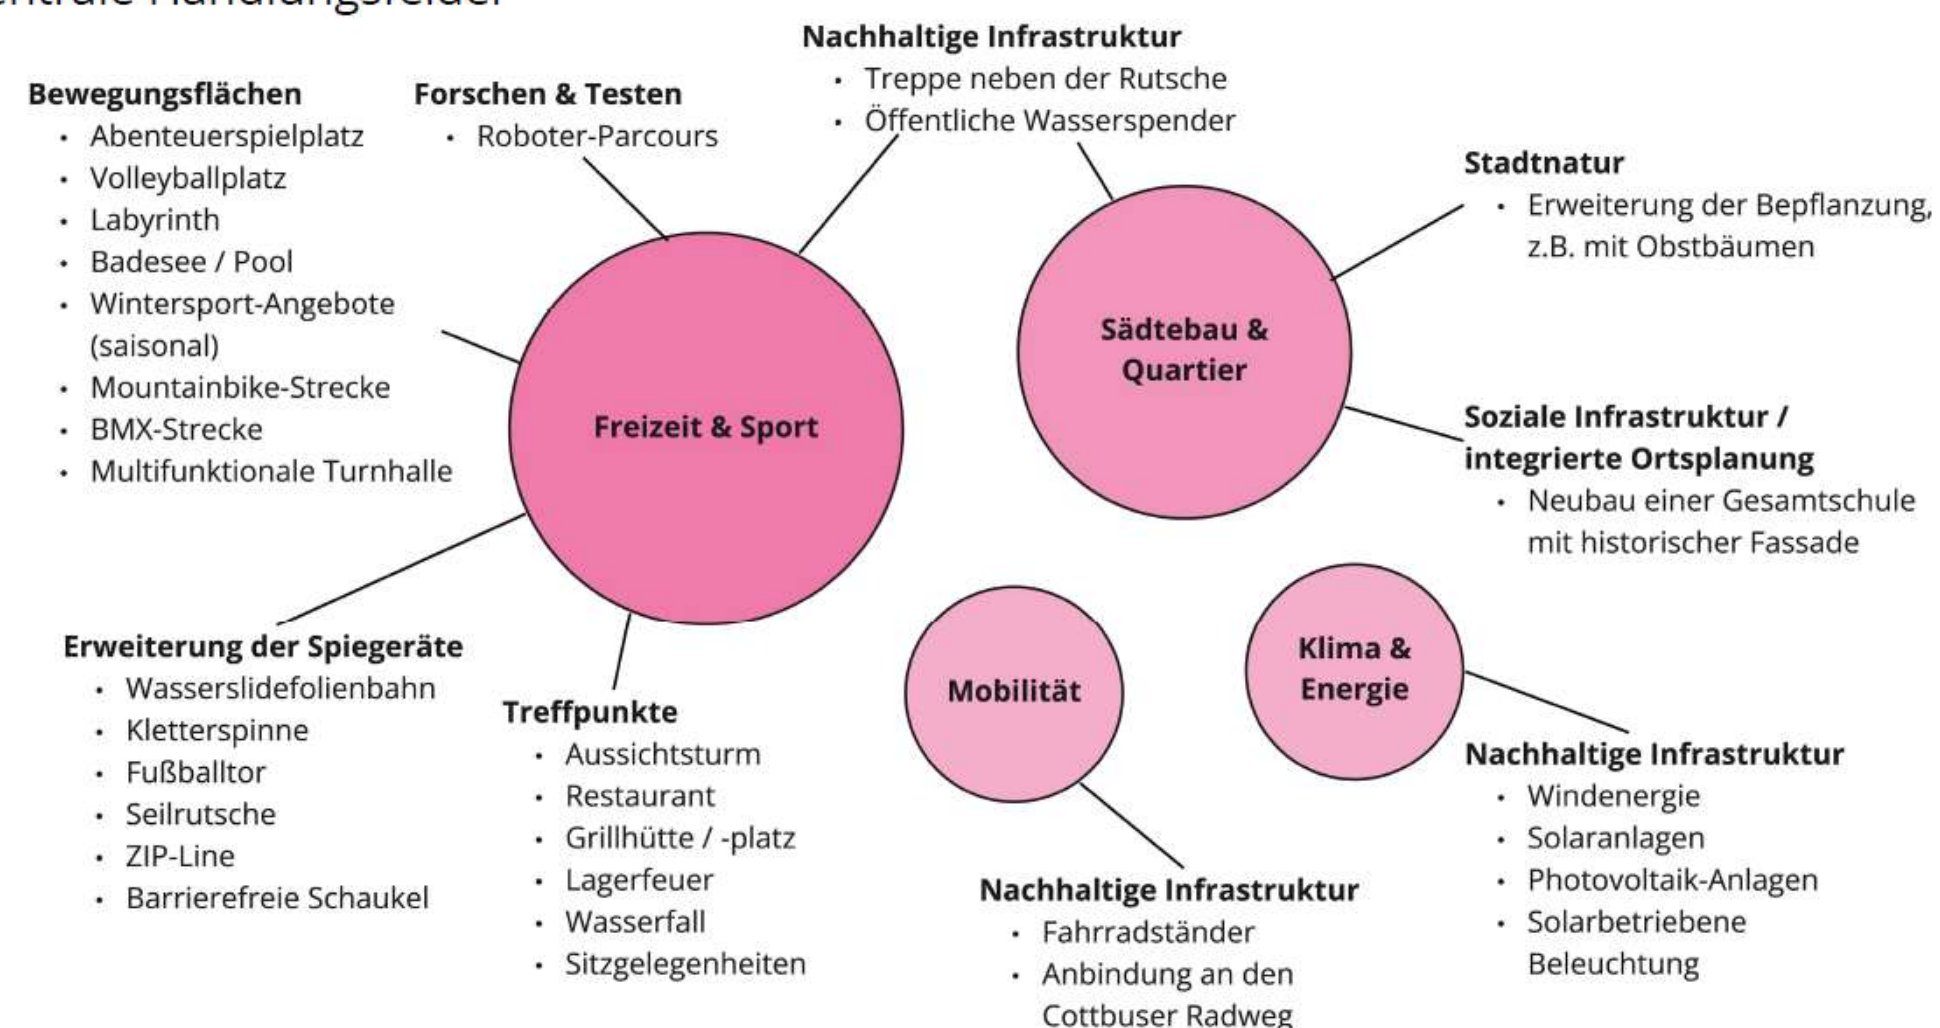 Zentrale Handlungsfelder
Nachhaltige Infrastruktur
• Treppe neben der Rutsche
• Öffentliche Wasserspender
Bewegungsflächen
• Abenteuerspielplatz
• Volleyballplatz
• Labyrinth
• Badesee / Pool
• Wintersport-Angebote
(saisonal)
• Mountainbike-Strecke
• BMX-Strecke
• Multifunktionale Turnhalle
Forschen & Testen
• Roboter-Parcours
Stadtnatur
• Erweiterung der Bepflanzung,
z.B. mit Obstbäumen
Freizeit & Sport
Südtebau &
Quartier
Soziale Infrastruktur /
integrierte Ortsplanung
• Neubau einer Gesamtschule
mit historischer Fassade
Erweiterung der Spiegeräte
• Wasserslidefolienbahn
• Kletterspinne
• Fußballtor
• Seilrutsche
• ZIP-Line
• Barrierefreie Schaukel
Treffpunkte
• Aussichtsturm
• Restaurant
• Grillhütte / -platz
• Lagerfeuer
• Wasserfall
• Sitzgelegenheiten
Mobilität
Nachhaltige Infrastruktur
• Fahrradständer
• Anbindung an den
Cottbuser Radweg
Klima &
Energie
Nachhaltige Infrastruktur
• Windenergie
• Solaranlagen
• Photovoltaik-Anlagen
• Solarbetriebene
Beleuchtung